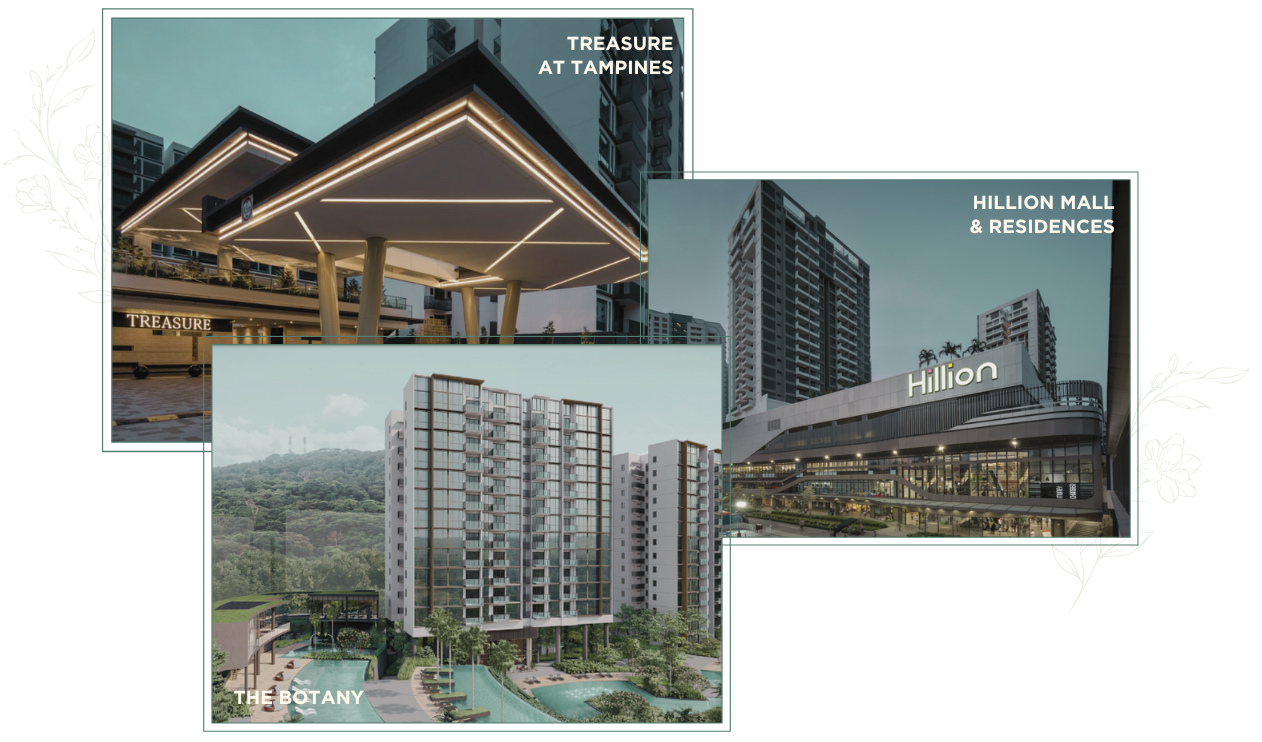 TREASURE
AT TAMPINES
TREASURE
HILLION MALL
& RESIDENCES
Hillion
THE BOTANY